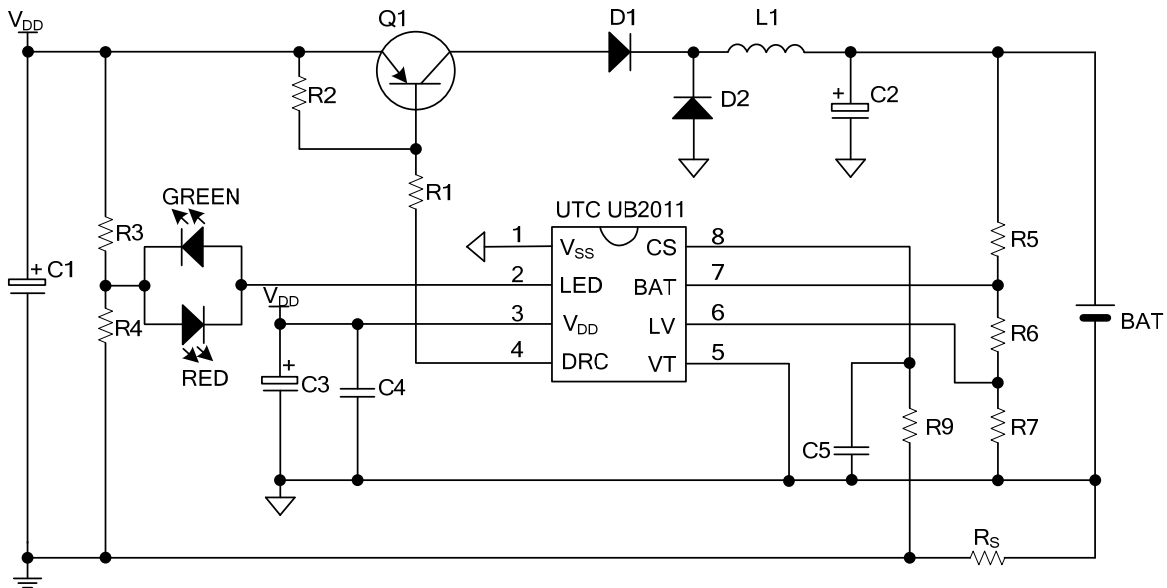 VDD
Q1
D1
L1
R2
D2
+
C2
R1
GREEN
UTC UB2011
R3
1
VSS
CS
8
R5
+
C1
2
LED
BAT
7
VDD
R4
3
VDD
LV
6
R6
BAT
RED
4
DRC
VT
5
+
C3
C4
C5
R9
R7
RS